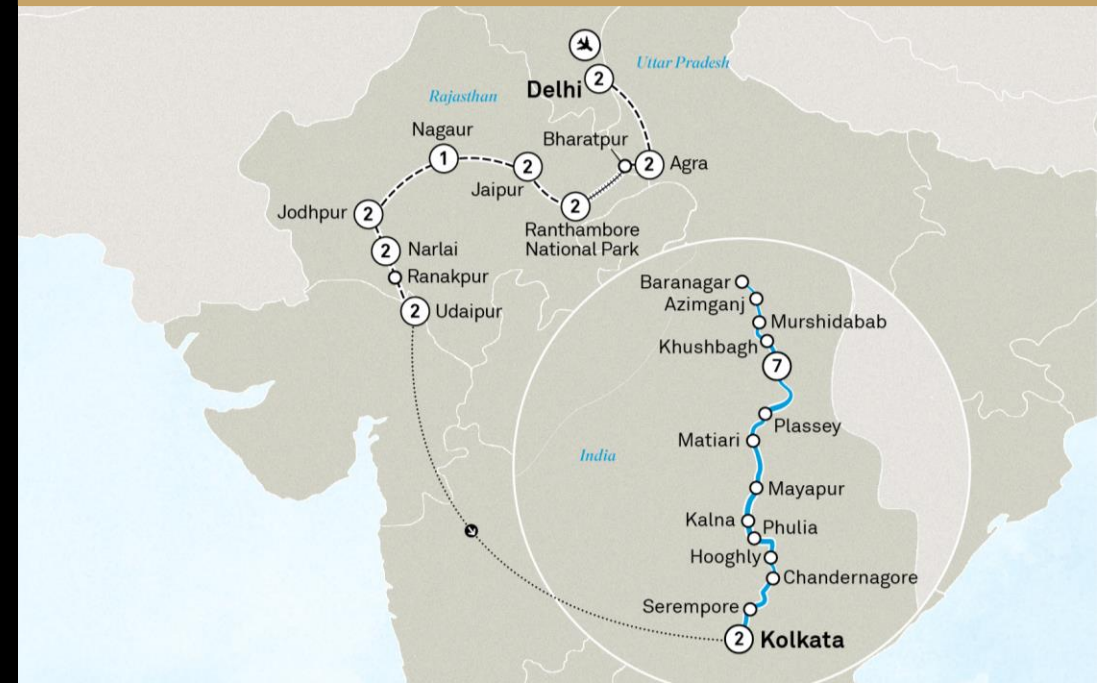 Uttar Pradesh
Delhi
2
Rajasthan
Nagaur
1
Bharatpur
2
Jaipur
2
Agra
Jodhpur
2
2
Ranthambore
National Park
2
Narlai
Ranakpur
2
Udaipur
Baranagar
Azimganj
Murshidabab
Khushbagh
7
Plassey
Matiari
India
Mayapur
Kalna
Phulia
Hooghly
Chandernagore
Serempore
2
Kolkata